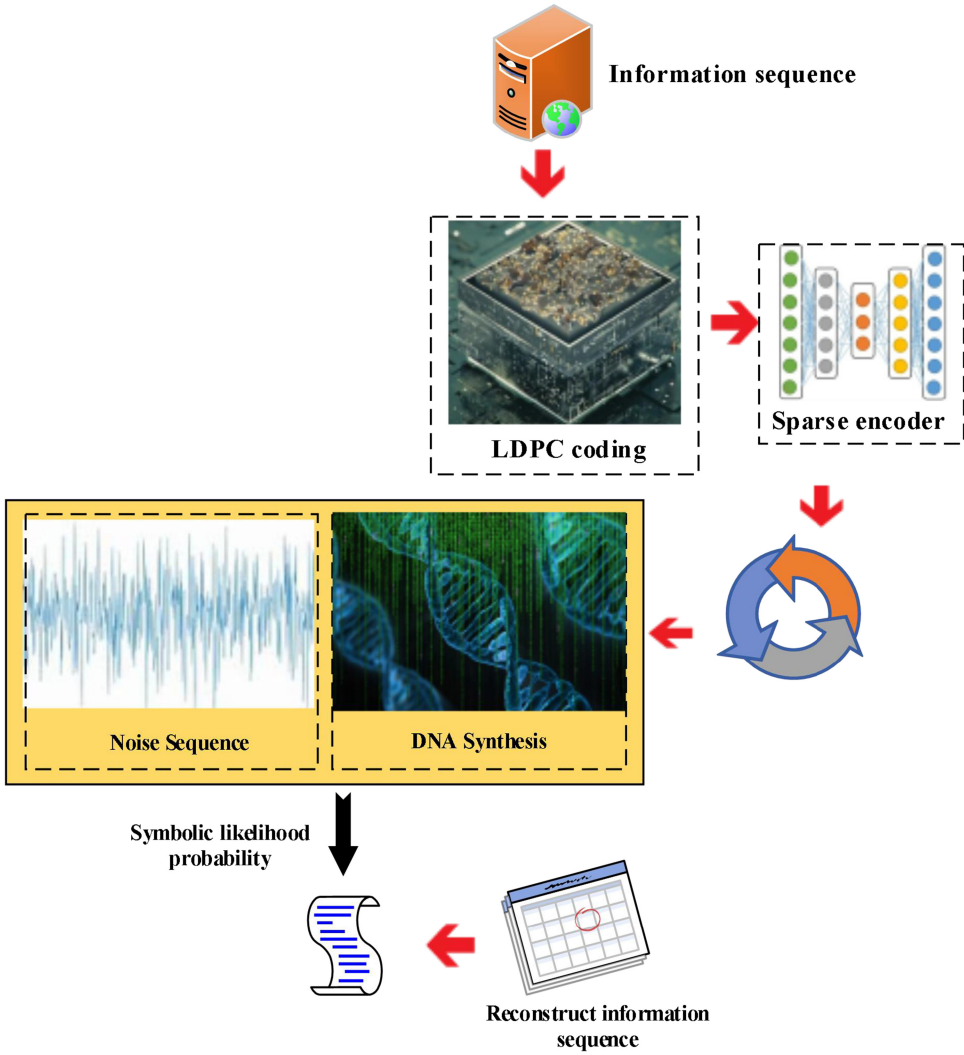 Information sequence
LDPC coding
Sparse encoder
Noise Sequence
DNA Synthesis
Symbolic likelihood
probability
Reconstruct information
sequence